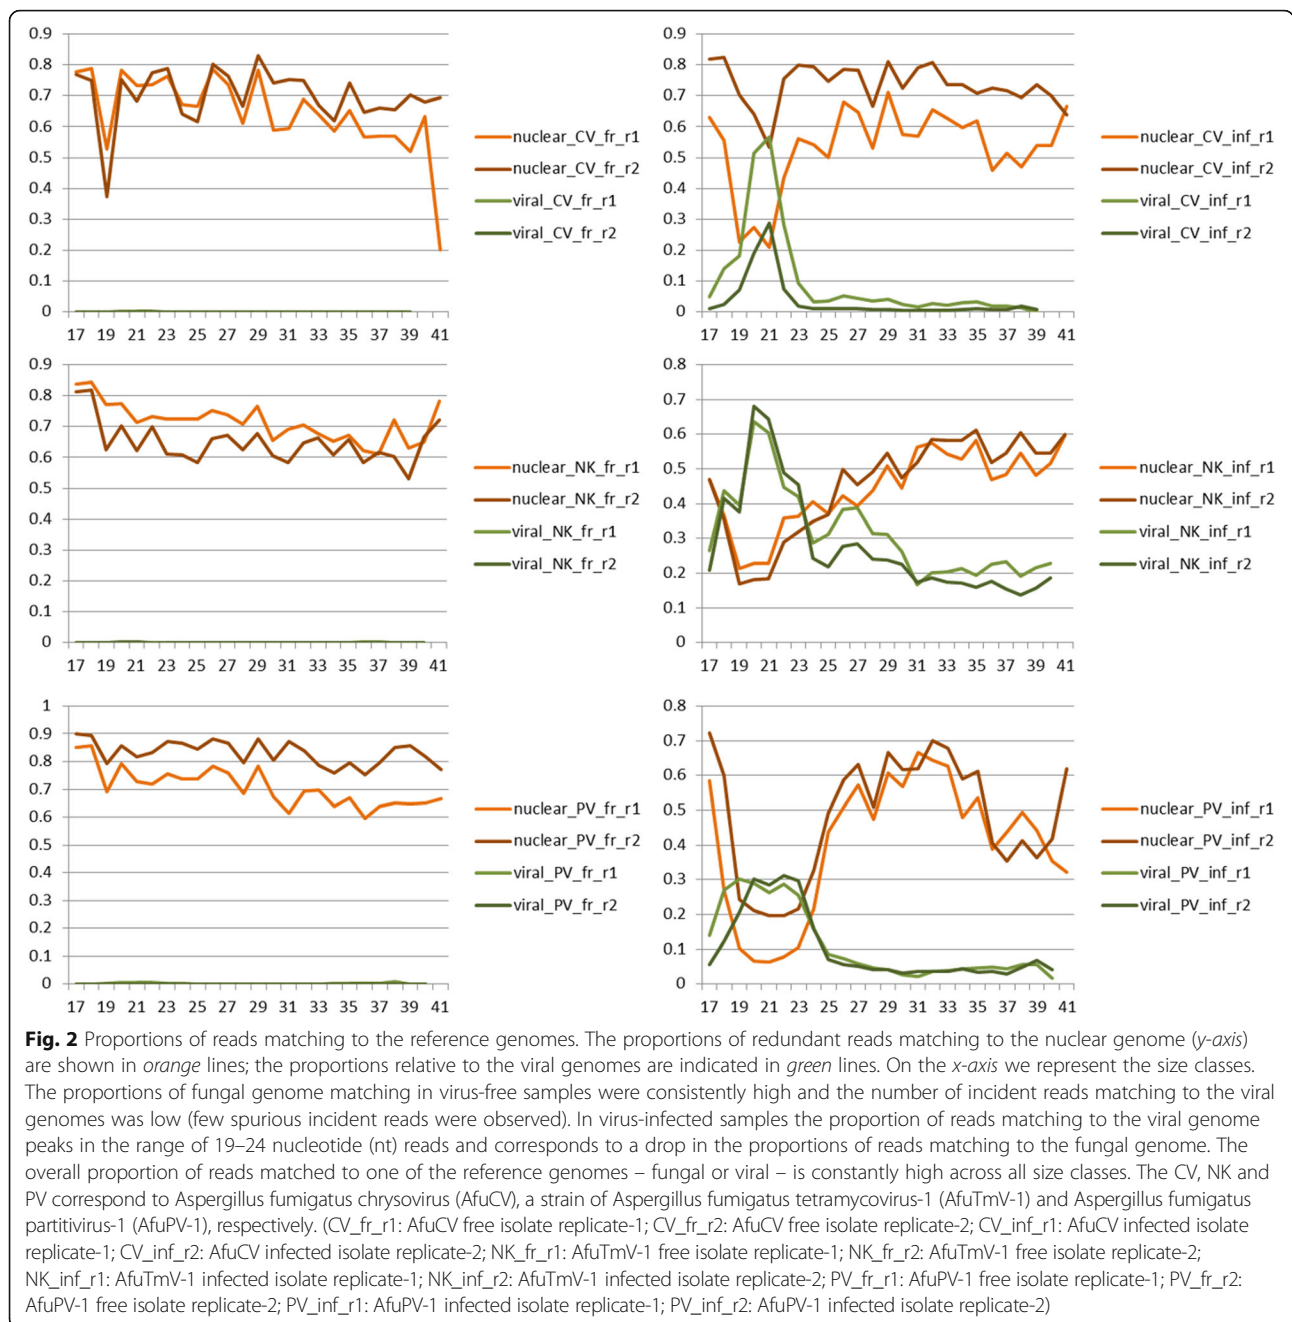 0.9
0.8
0.7
0.6
0.5
0.4
0.3
0.2
0.1
0
17 19 21 23 25 27 29 31 33 35 37 39 41
nuclear_CV_fr_r1
nuclear_CV_fr_r2
viral_CV_fr_r1
viral_CV_fr_r2
0.9
0.8
0.7
0.6
0.5
0.4
0.3
0.2
0.1
0
17 19 21 23 25 27 29 31 33 35 37 39 41
nuclear_CV_inf_r1
nuclear_CV_inf_r2
viral_CV_inf_r1
viral_CV_inf_r2
0.9
0.8
0.7
0.6
0.5
0.4
0.3
0.2
0.1
0
17 19 21 23 25 27 29 31 33 35 37 39 41
nuclear_NK_fr_r1
nuclear_NK_fr_r2
viral_NK_fr_r1
viral_NK_fr_r2
0.8
0.7
0.6
0.5
0.4
0.3
0.2
0.1
0
17 19 21 23 25 27 29 31 33 35 37 39 41
nuclear_NK_inf_r1
nuclear_NK_inf_r2
viral_NK_inf_r1
viral_NK_inf_r2
1
0.9
0.8
0.7
0.6
0.5
0.4
0.3
0.2
0.1
0
17 19 21 23 25 27 29 31 33 35 37 39 41
nuclear_PV_fr_r1
nuclear_PV_fr_r2
viral_PV_fr_r1
viral_PV_fr_r2
0.8
0.7
0.6
0.5
0.4
0.3
0.2
0.1
0
17 19 21 23 25 27 29 31 33 35 37 39 41
nuclear_PV_inf_r1
nuclear_PV_inf_r2
viral_PV_inf_r1
viral_PV_inf_r2
Fig. 2 Proportions of reads matching to the reference genomes. The proportions of redundant reads matching to the nuclear genome (y-axis)
are shown in orange lines; the proportions relative to the viral genomes are indicated in green lines. On the x-axis we represent the size classes.
The proportions of fungal genome matching in virus-free samples were consistently high and the number of incident reads matching to the viral
genomes was low (few spurious incident reads were observed). In virus-infected samples the proportion of reads matching to the viral genome
peaks in the range of 19–24 nucleotide (nt) reads and corresponds to a drop in the proportions of reads matching to the fungal genome. The
overall proportion of reads matched to one of the reference genomes – fungal or viral – is constantly high across all size classes. The CV, NK and
PV correspond to Aspergillus fumigatus chrysovirus (AfuCV), a strain of Aspergillus fumigatus tetramycovirus-1 (AfuTmV-1) and Aspergillus fumigatus
partitivirus-1 (AfuPV-1), respectively. (CV_fr_r1: AfuCV free isolate replicate-1; CV_fr_r2: AfuCV free isolate replicate-2; CV_inf_r1: AfuCV infected isolate
replicate-1; CV_inf_r2: AfuCV infected isolate replicate-2; NK_fr_r1: AfuTmV-1 free isolate replicate-1; NK_fr_r2: AfuTmV-1 free isolate replicate-2;
NK_inf_r1: AfuTmV-1 infected isolate replicate-1; NK_inf_r2: AfuTmV-1 infected isolate replicate-2; PV_fr_r1: AfuPV-1 free isolate replicate-1; PV_fr_r2:
AfuPV-1 free isolate replicate-2; PV_inf_r1: AfuPV-1 infected isolate replicate-1; PV_inf_r2: AfuPV-1 infected isolate replicate-2)